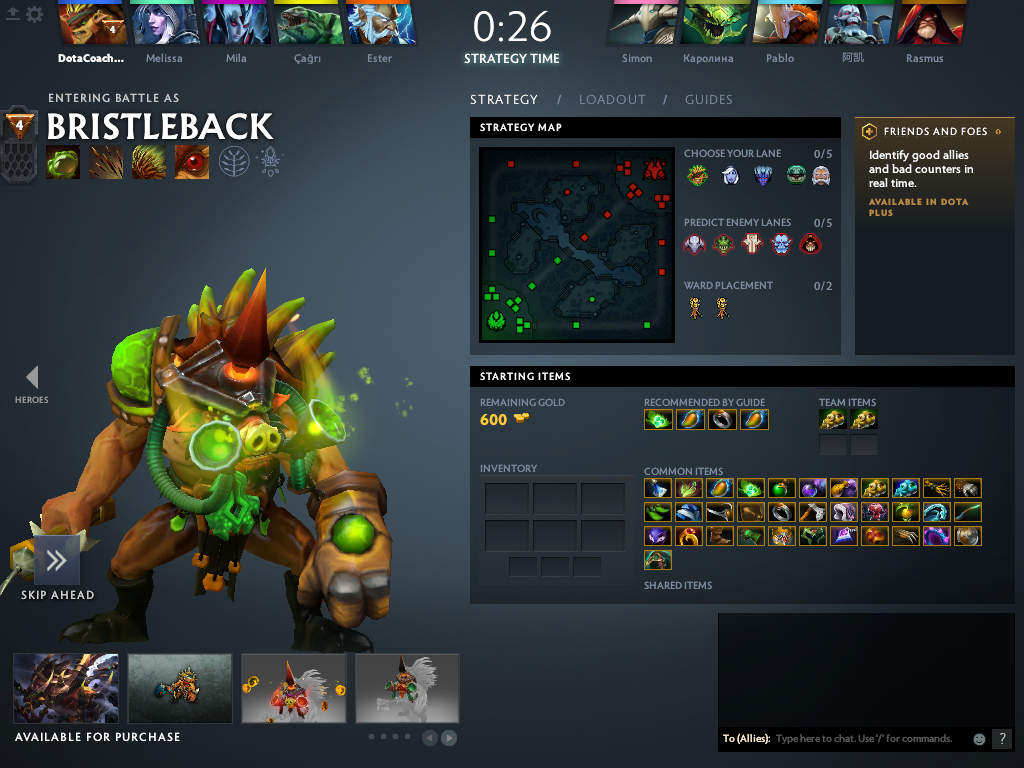 4
DotaCoach...
Melissa
Mila
Çağrı
Ester
0:26
STRATEGY TIME
Simon
Каролина
Pablo
阿凯
Rasmus
ENTERING BATTLE AS
4
BRISTLEBACK
STRATEGY / LOADOUT / GUIDES
STRATEGY MAP
CHOOSE YOUR LANE 0/5
PREDICT ENEMY LANES 0/5
WARD PLACEMENT 0/2
FRIENDS AND FOES
Identify good allies
and bad counters in
real time.
AVAILABLE IN DOTA
PLUS
HEROES
SKIP AHEAD
STARTING ITEMS
REMAINING GOLD
600
RECOMMENDED BY GUIDE
TEAM ITEMS
INVENTORY
COMMON ITEMS
SHARED ITEMS
AVAILABLE FOR PURCHASE
To (Allies): Type here to chat. Use '/' for commands.
?